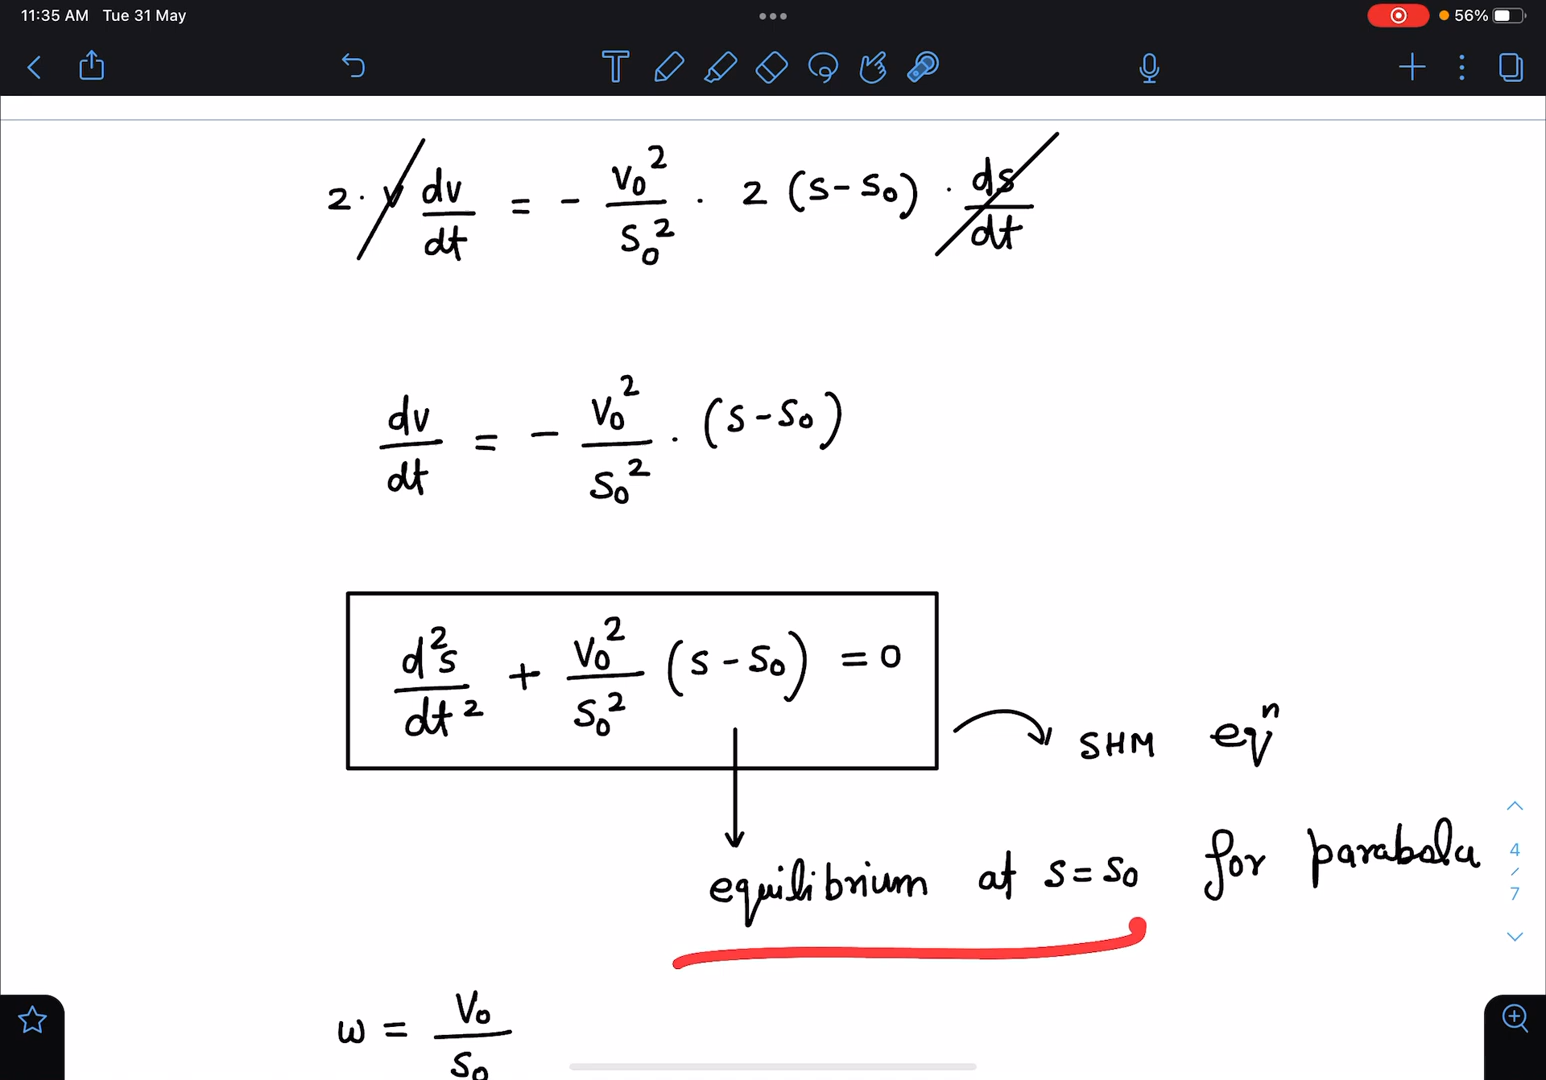 11:35 AM Tue 31 May
56%
2 · v dv/dt = - v₀²/s₀² · 2 (s - s₀) · ds/dt
dv/dt = - v₀²/s₀² · (s - s₀)
d²s/dt² + v₀²/s₀² (s - s₀) = 0
SHM eqⁿ
equilibrium at s = s₀ for parabola
4
/
7
ω = v₀/s₀